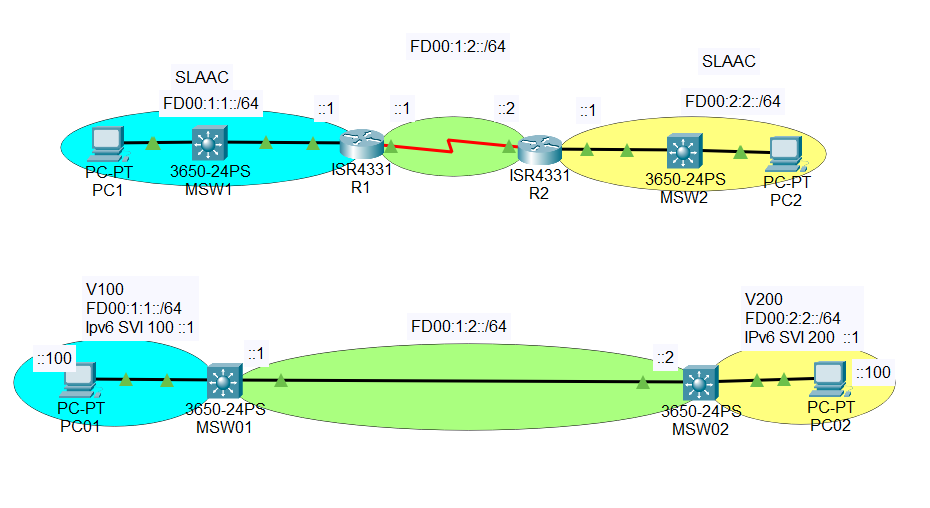 FD00:1:2::/64
SLAAC
SLAAC
FD00:1:1::/64
::1
::1
::2
::1
FD00:2:2::/64
PC-PT
PC1
3650-24PS
MSW1
ISR4331
R1
ISR4331
R2
3650-24PS
MSW2
PC-PT
PC2
V100
FD00:1:1::/64
Ipv6 SVI 100 ::1
FD00:1:2::/64
V200
FD00:2:2::/64
IPv6 SVI 200 ::1
::100
::1
::2
::100
PC-PT
PC01
3650-24PS
MSW01
3650-24PS
MSW02
PC-PT
PC02